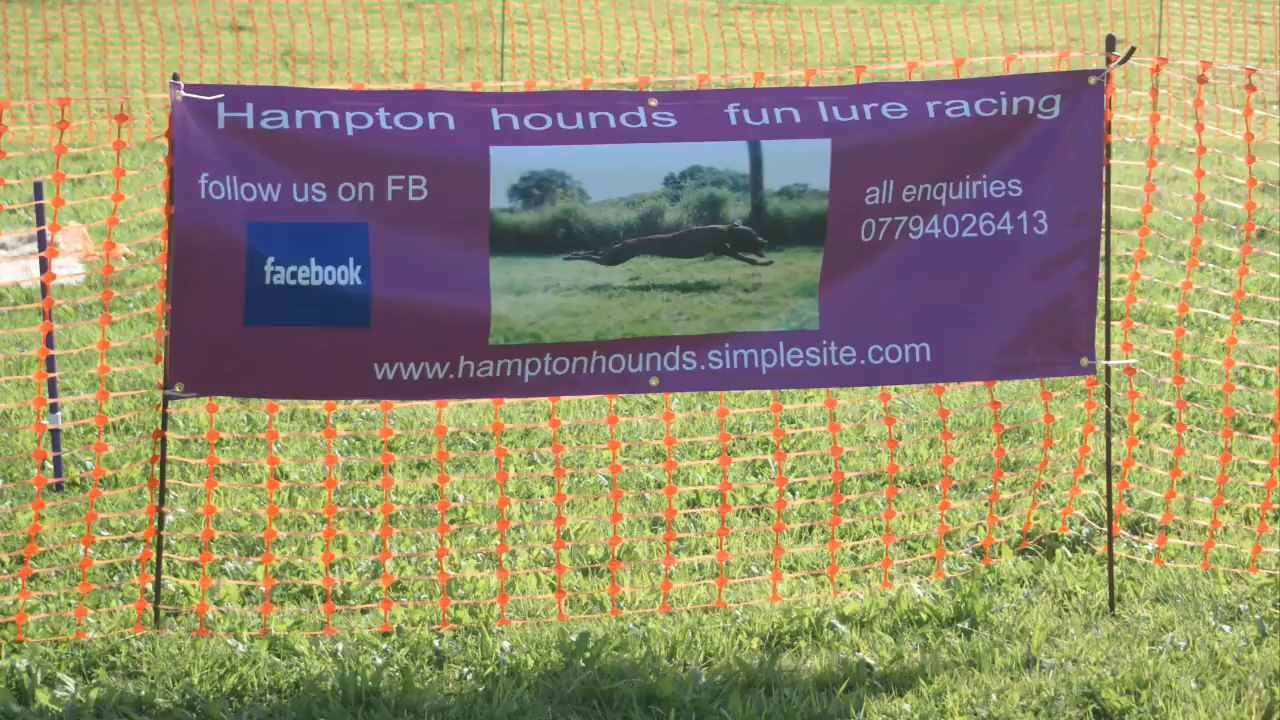 Hampton hounds fun lure racing
follow us on FB
facebook
all enquiries
07794026413
www.hamptonhounds.simplesite.com